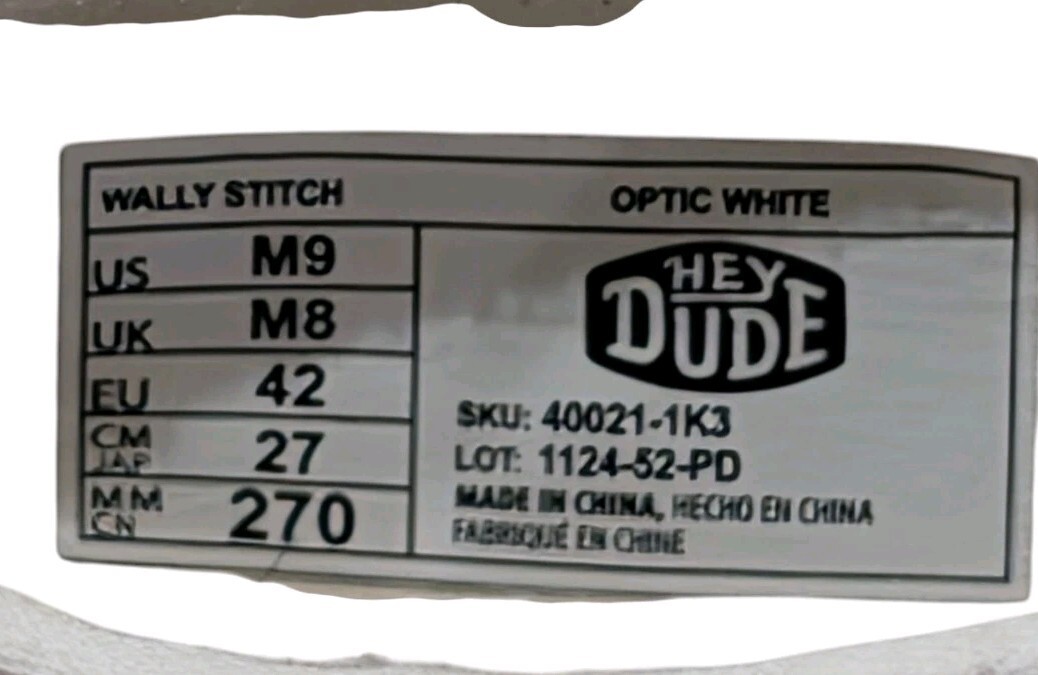 WALLY STITCH OPTIC WHITE
US M9
UK M8
EU 42
CM JAP 27
MM CN 270
HEY
DUDE
SKU: 40021-1K3
LOT: 1124-52-PD
MADE IN CHINA, HECHO EN CHINA
FABRIQUÉ EN CHINE